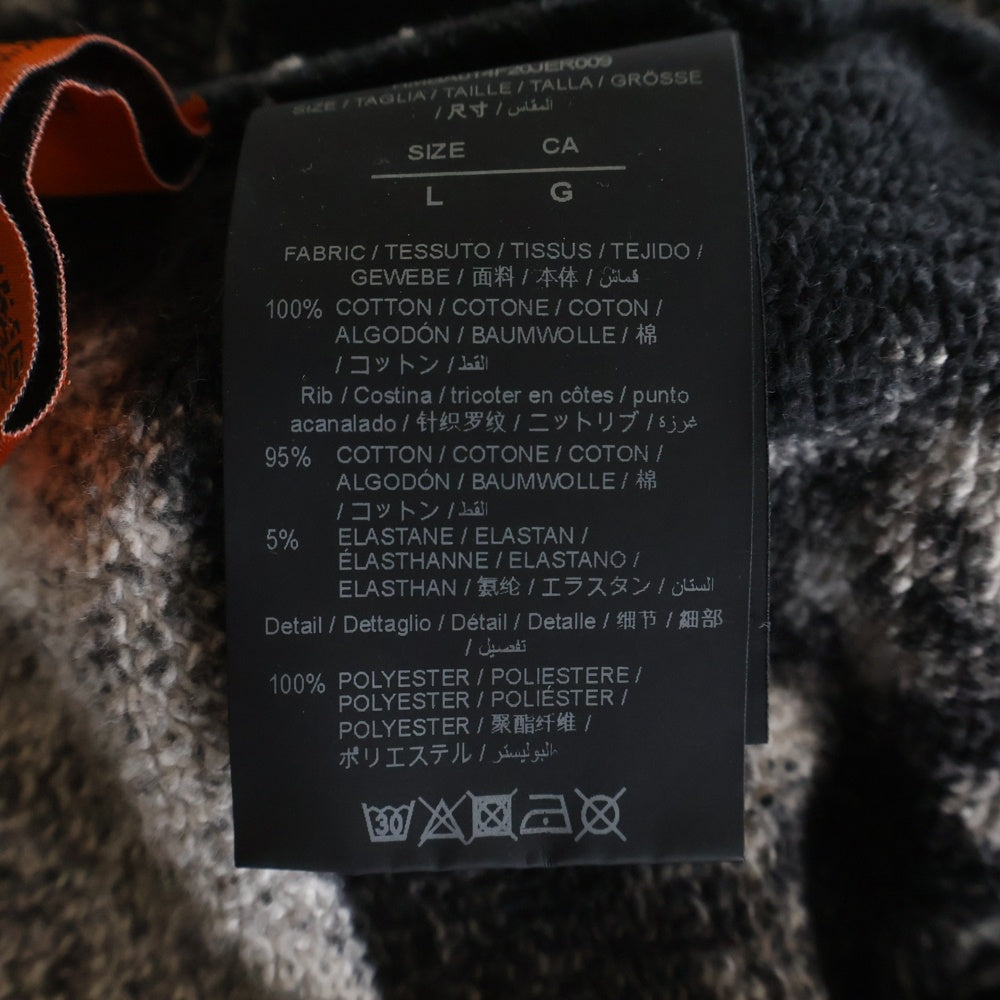 SIZE / TAGLIA / TAILLE / TALLA / GRÖSSE
/ 尺寸 / المقاس
SIZE CA
L G
FABRIC / TESSUTO / TISSUS / TEJIDO /
GEWEBE / 面料 / 本体 / قماش
100% COTTON / COTONE / COTON /
ALGODÓN / BAUMWOLLE / 棉
/ コットン / القط
Rib / Costina / tricoter en côtes / punto
acanalado / 针织罗纹 / ニットリブ / غرزة
95% COTTON / COTONE / COTON /
ALGODÓN / BAUMWOLLE / 棉
/ コットン / القط
5% ELASTANE / ELASTAN /
ÉLASTHANNE / ELASTANO /
ELASTHAN / 氨纶 / エラスタン / الستان
Detail / Dettaglio / Détail / Detalle / 细节 / 細部
/ تفصيل
100% POLYESTER / POLIESTERE /
POLYESTER / POLIÉSTER /
POLYESTER / 聚酯纤维 /
ポリエステル / البوليستر
30